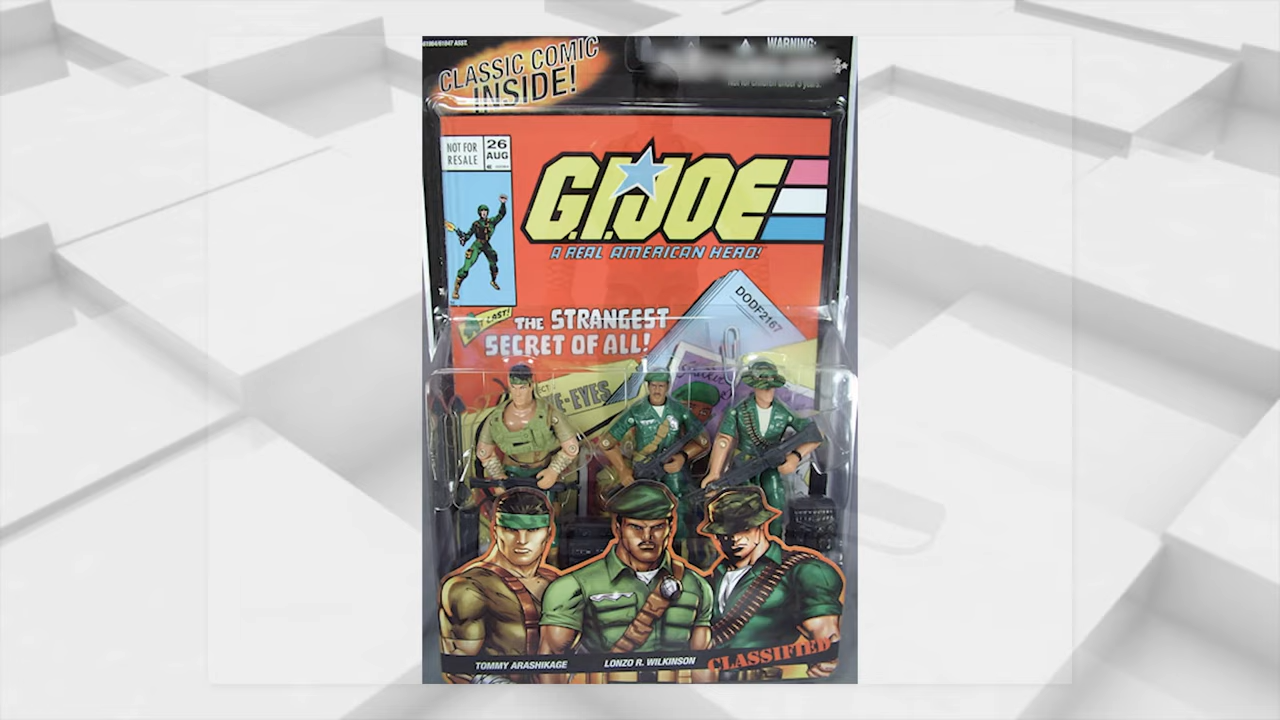 CLASSIC COMIC
INSIDE!
WARNING:
NOT FOR
RESALE
26
AUG
G.I. JOE
A REAL AMERICAN HERO!
AT LAST!
THE STRANGEST
SECRET OF ALL!
DODF2167
E-EYES
TOMMY ARASHIKAGE
LONZO R. WILKINSON
CLASSIFIED